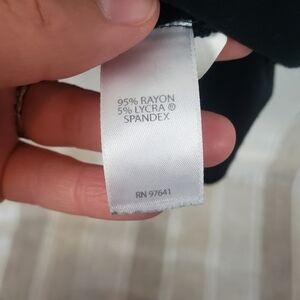 95% RAYON
5% LYCRA ®
SPANDEX
RN 97641